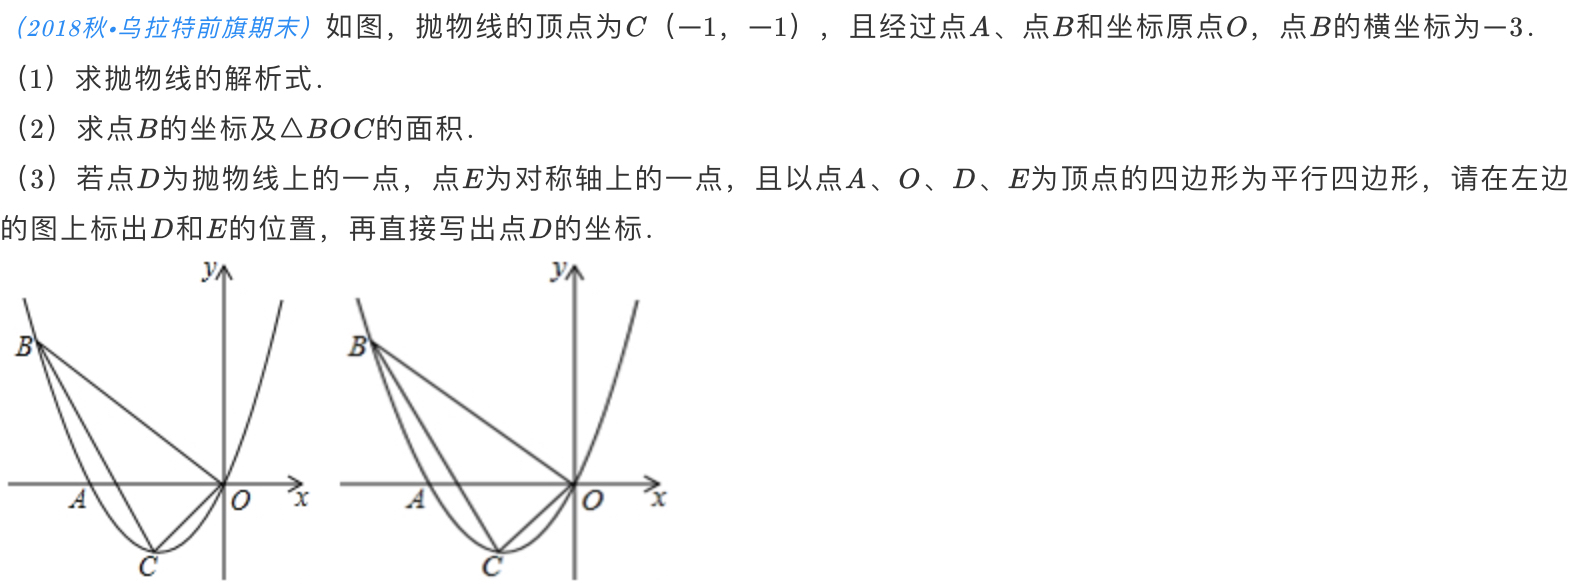 （2018秋•乌拉特前旗期末）如图，抛物线的顶点为C（−1，−1），且经过点A、点B和坐标原点O，点B的横坐标为−3．
（1）求抛物线的解析式．
（2）求点B的坐标及△BOC的面积．
（3）若点D为抛物线上的一点，点E为对称轴上的一点，且以点A、O、D、E为顶点的四边形为平行四边形，请在左边
的图上标出D和E的位置，再直接写出点D的坐标．
y
B
A
O
x
C
y
B
A
O
x
C